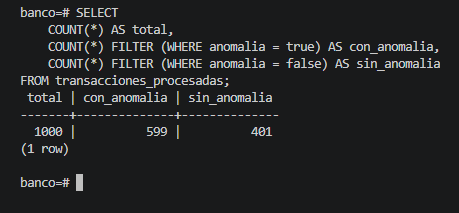 banco=# SELECT
    COUNT(*) AS total,
    COUNT(*) FILTER (WHERE anomalia = true) AS con_anomalia,
    COUNT(*) FILTER (WHERE anomalia = false) AS sin_anomalia
FROM transacciones_procesadas;
 total | con_anomalia | sin_anomalia
-------+--------------+--------------
  1000 |          599 |          401
(1 row)

banco=#